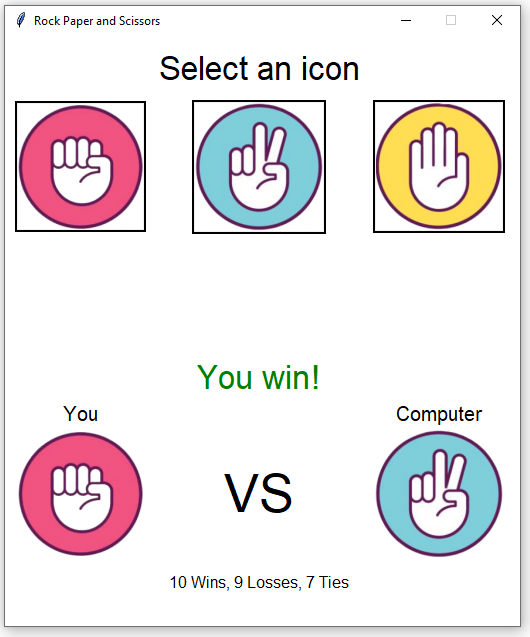 Rock Paper and Scissors
Select an icon
You win!
You Computer
VS
10 Wins, 9 Losses, 7 Ties